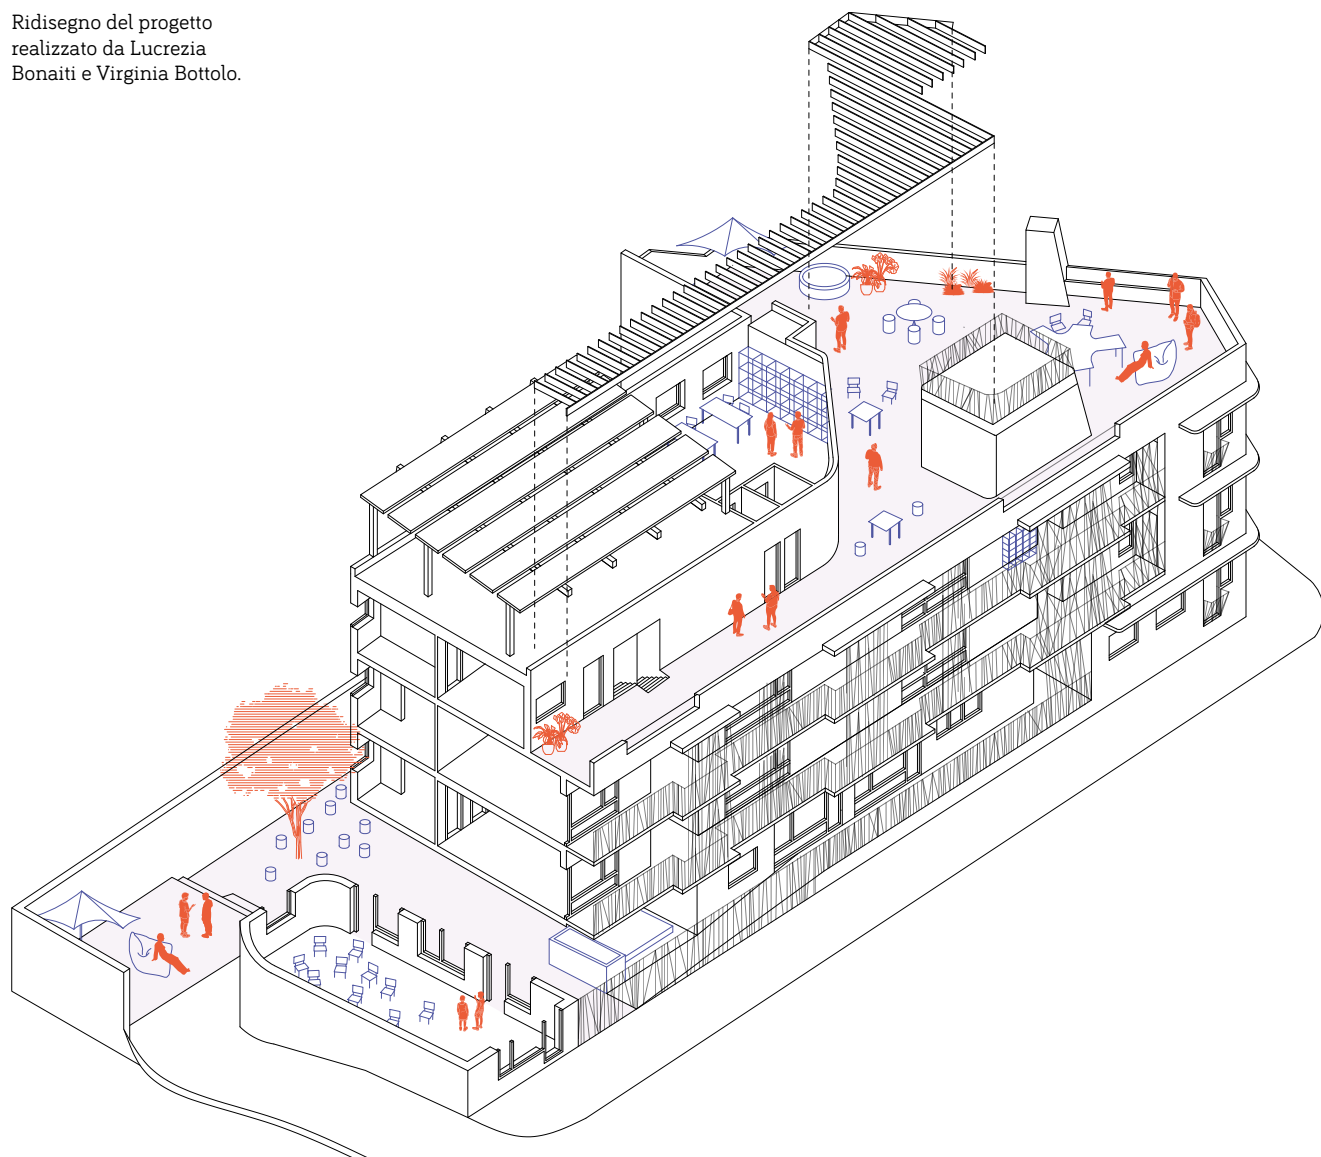 Ridisegno del progetto
realizzato da Lucrezia
Bonaiti e Virginia Bottolo.